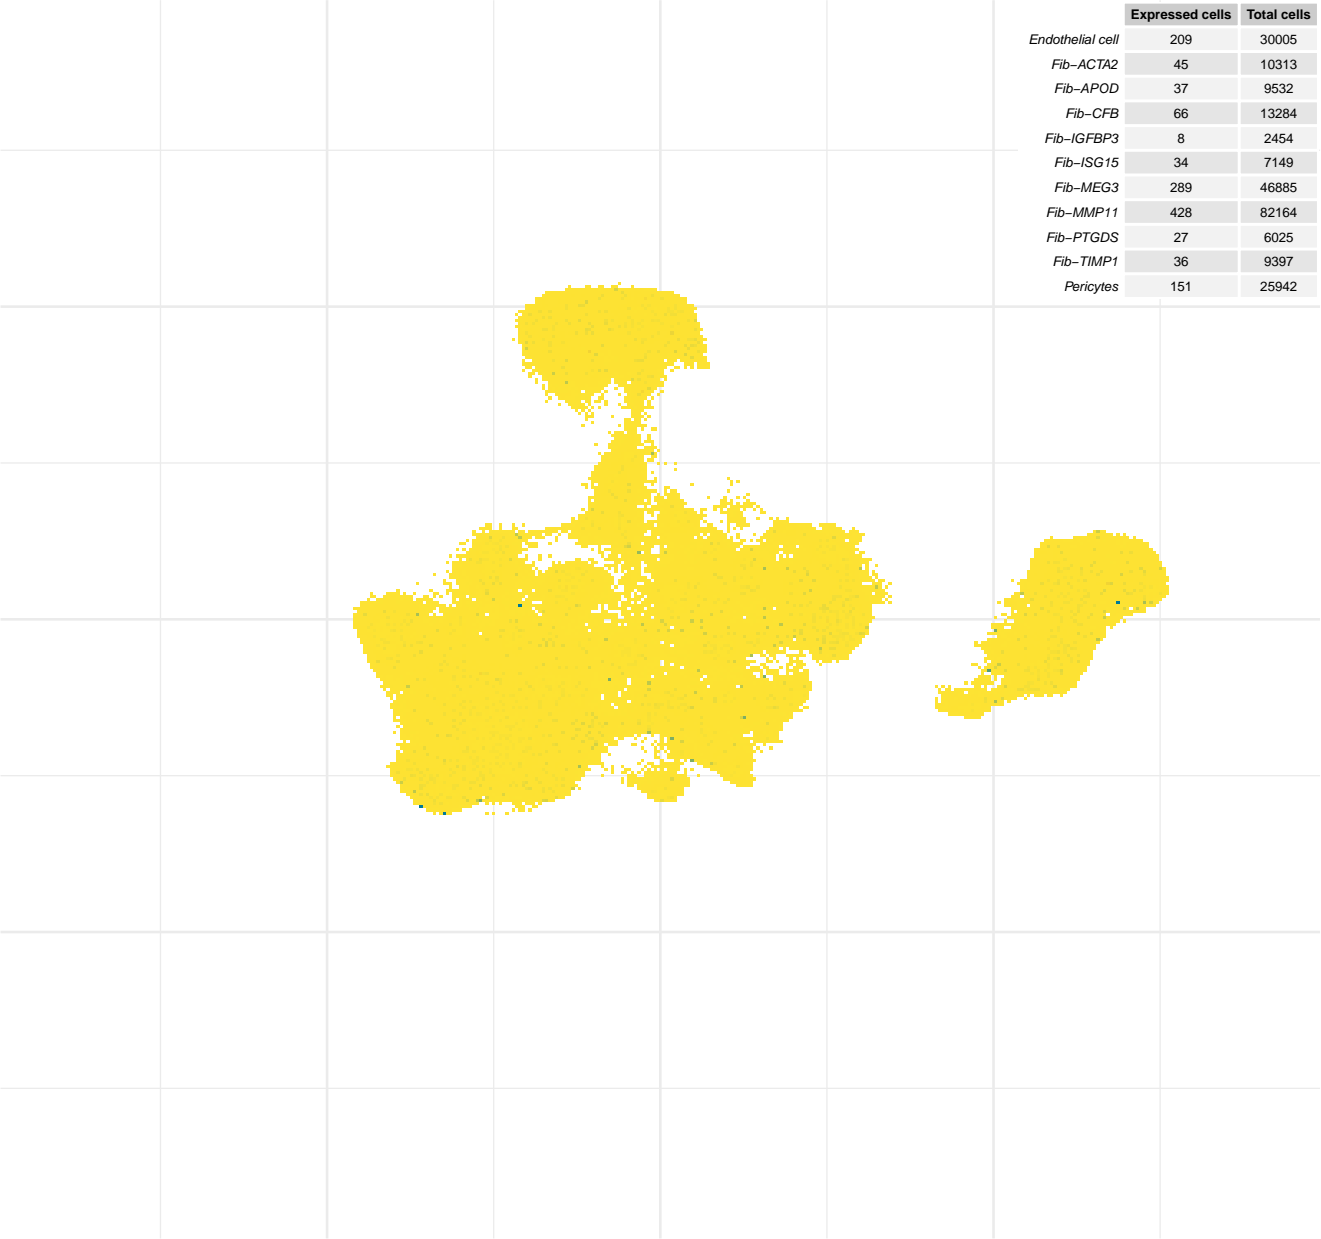 Expressed cells Total cells
Endothelial cell 209 30005
Fib−ACTA2 45 10313
Fib−APOD 37 9532
Fib−CFB 66 13284
Fib−IGFBP3 8 2454
Fib−ISG15 34 7149
Fib−MEG3 289 46885
Fib−MMP11 428 82164
Fib−PTGDS 27 6025
Fib−TIMP1 36 9397
Pericytes 151 25942